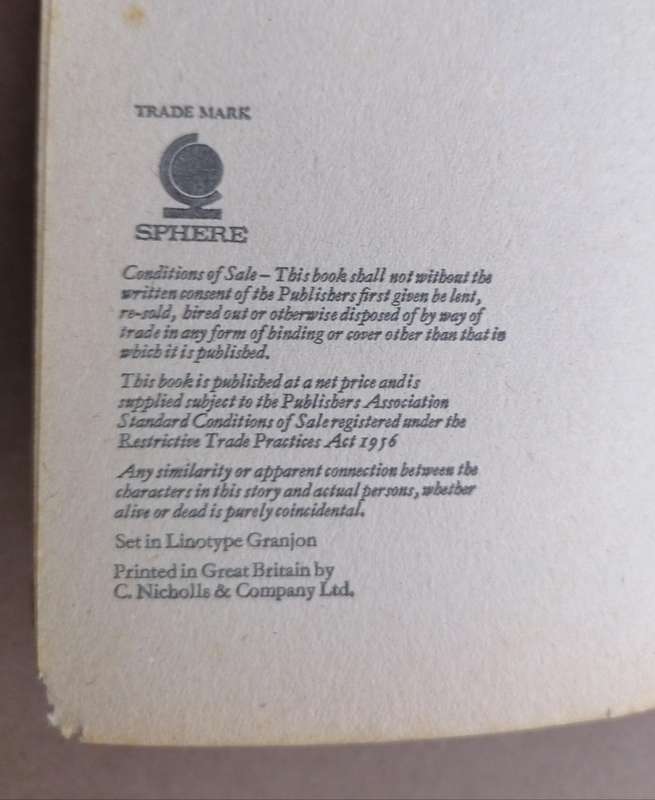 TRADE MARK
SPHERE
Conditions of Sale – This book shall not without the
written consent of the Publishers first given be lent,
re-sold, hired out or otherwise disposed of by way of
trade in any form of binding or cover other than that in
which it is published.
This book is published at a net price and is
supplied subject to the Publishers Association
Standard Conditions of Sale registered under the
Restrictive Trade Practices Act 1956
Any similarity or apparent connection between the
characters in this story and actual persons, whether
alive or dead is purely coincidental.
Set in Linotype Granjon
Printed in Great Britain by
C. Nicholls & Company Ltd.